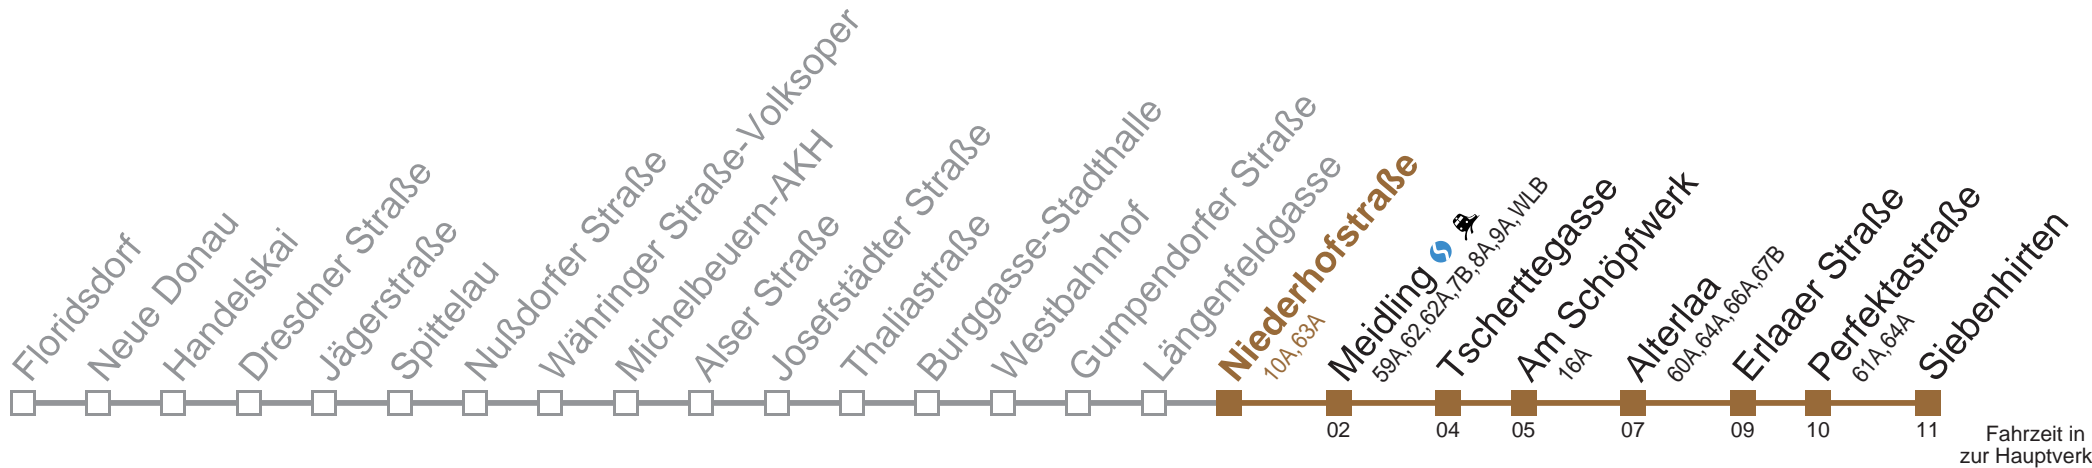 Floridsdorf
Neue Donau
Handelskai
Dresdner Straße
Jägerstraße
Spittelau
Nußdorfer Straße
Währinger Straße-Volksoper
Michelbeuern-AKH
Alser Straße
Josefstädter Straße
Thaliastraße
Burggasse-Stadthalle
Westbahnhof
Gumpendorfer Straße
Längenfeldgasse
Niederhofstraße
10A,63A
Meidling
59A,62,62A,7B,8A,9A,WLB
Tscherttegasse
Am Schöpfwerk
16A
Alterlaa
60A,64A,66A,67B
Erlaaer Straße
Perfektastraße
61A,64A
Siebenhirten
02 04 05 07 09 10 11
Fahrzeit in
zur Hauptverk